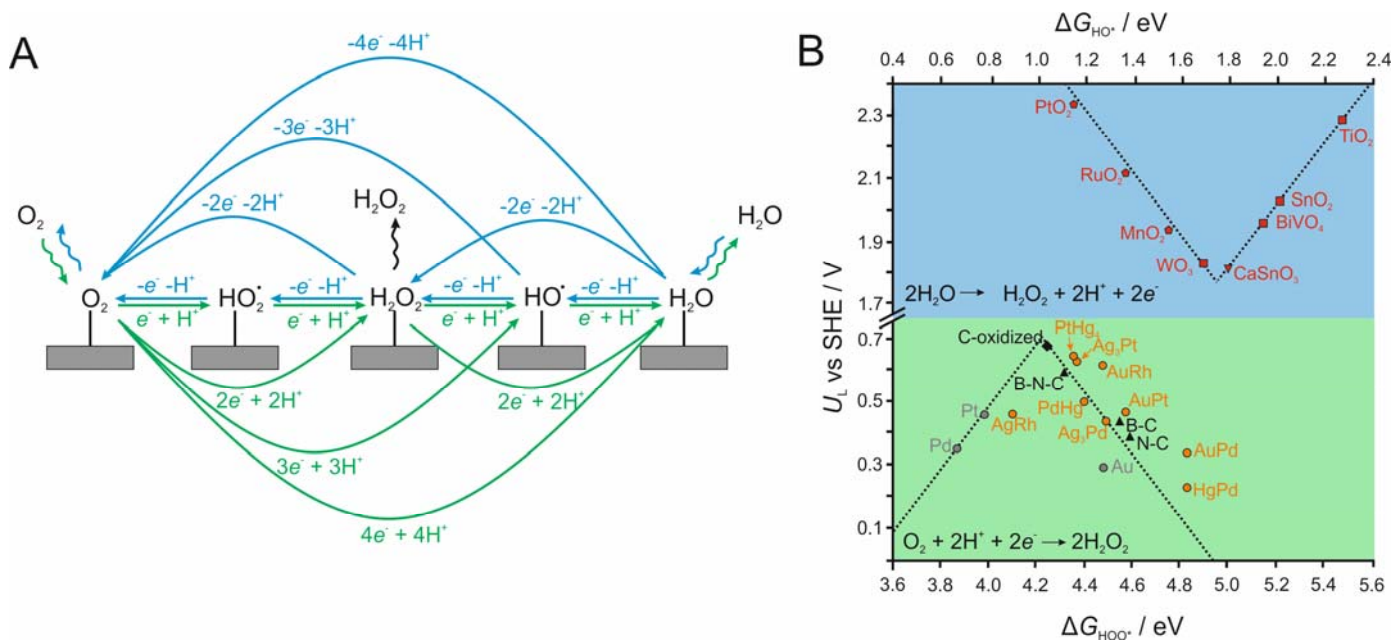 A
-4e⁻ -4H⁺
-3e⁻ -3H⁺
-2e⁻ -2H⁺
-2e⁻ -2H⁺
O₂
H₂O₂
H₂O
-e⁻ -H⁺
-e⁻ -H⁺
-e⁻ -H⁺
-e⁻ -H⁺
O₂
HO₂•
H₂O₂
HO•
H₂O
e⁻ + H⁺
e⁻ + H⁺
e⁻ + H⁺
e⁻ + H⁺
2e⁻ + 2H⁺
2e⁻ + 2H⁺
3e⁻ + 3H⁺
4e⁻ + 4H⁺
B
ΔG HO• / eV
0.4 0.6 0.8 1.0 1.2 1.4 1.6 1.8 2.0 2.2 2.4
2.3
2.1
1.9
1.7
0.7
0.5
0.3
0.1
U_L vs SHE / V
PtO₂
TiO₂
RuO₂
SnO₂
BiVO₄
MnO₂
WO₃
CaSnO₃
2H₂O → H₂O₂ + 2H⁺ + 2e⁻
PtHg₄
C-oxidized
Ag₃Pt
AuRh
B-N-C
PdHg
AuPt
Pt
AgRh
Ag₃Pd
B-C
N-C
Pd
Au
AuPd
HgPd
O₂ + 2H⁺ + 2e⁻ → 2H₂O₂
3.6 4.0 4.2 4.4 4.6 4.8 5.0 5.2 5.4 5.6
ΔG HOO• / eV